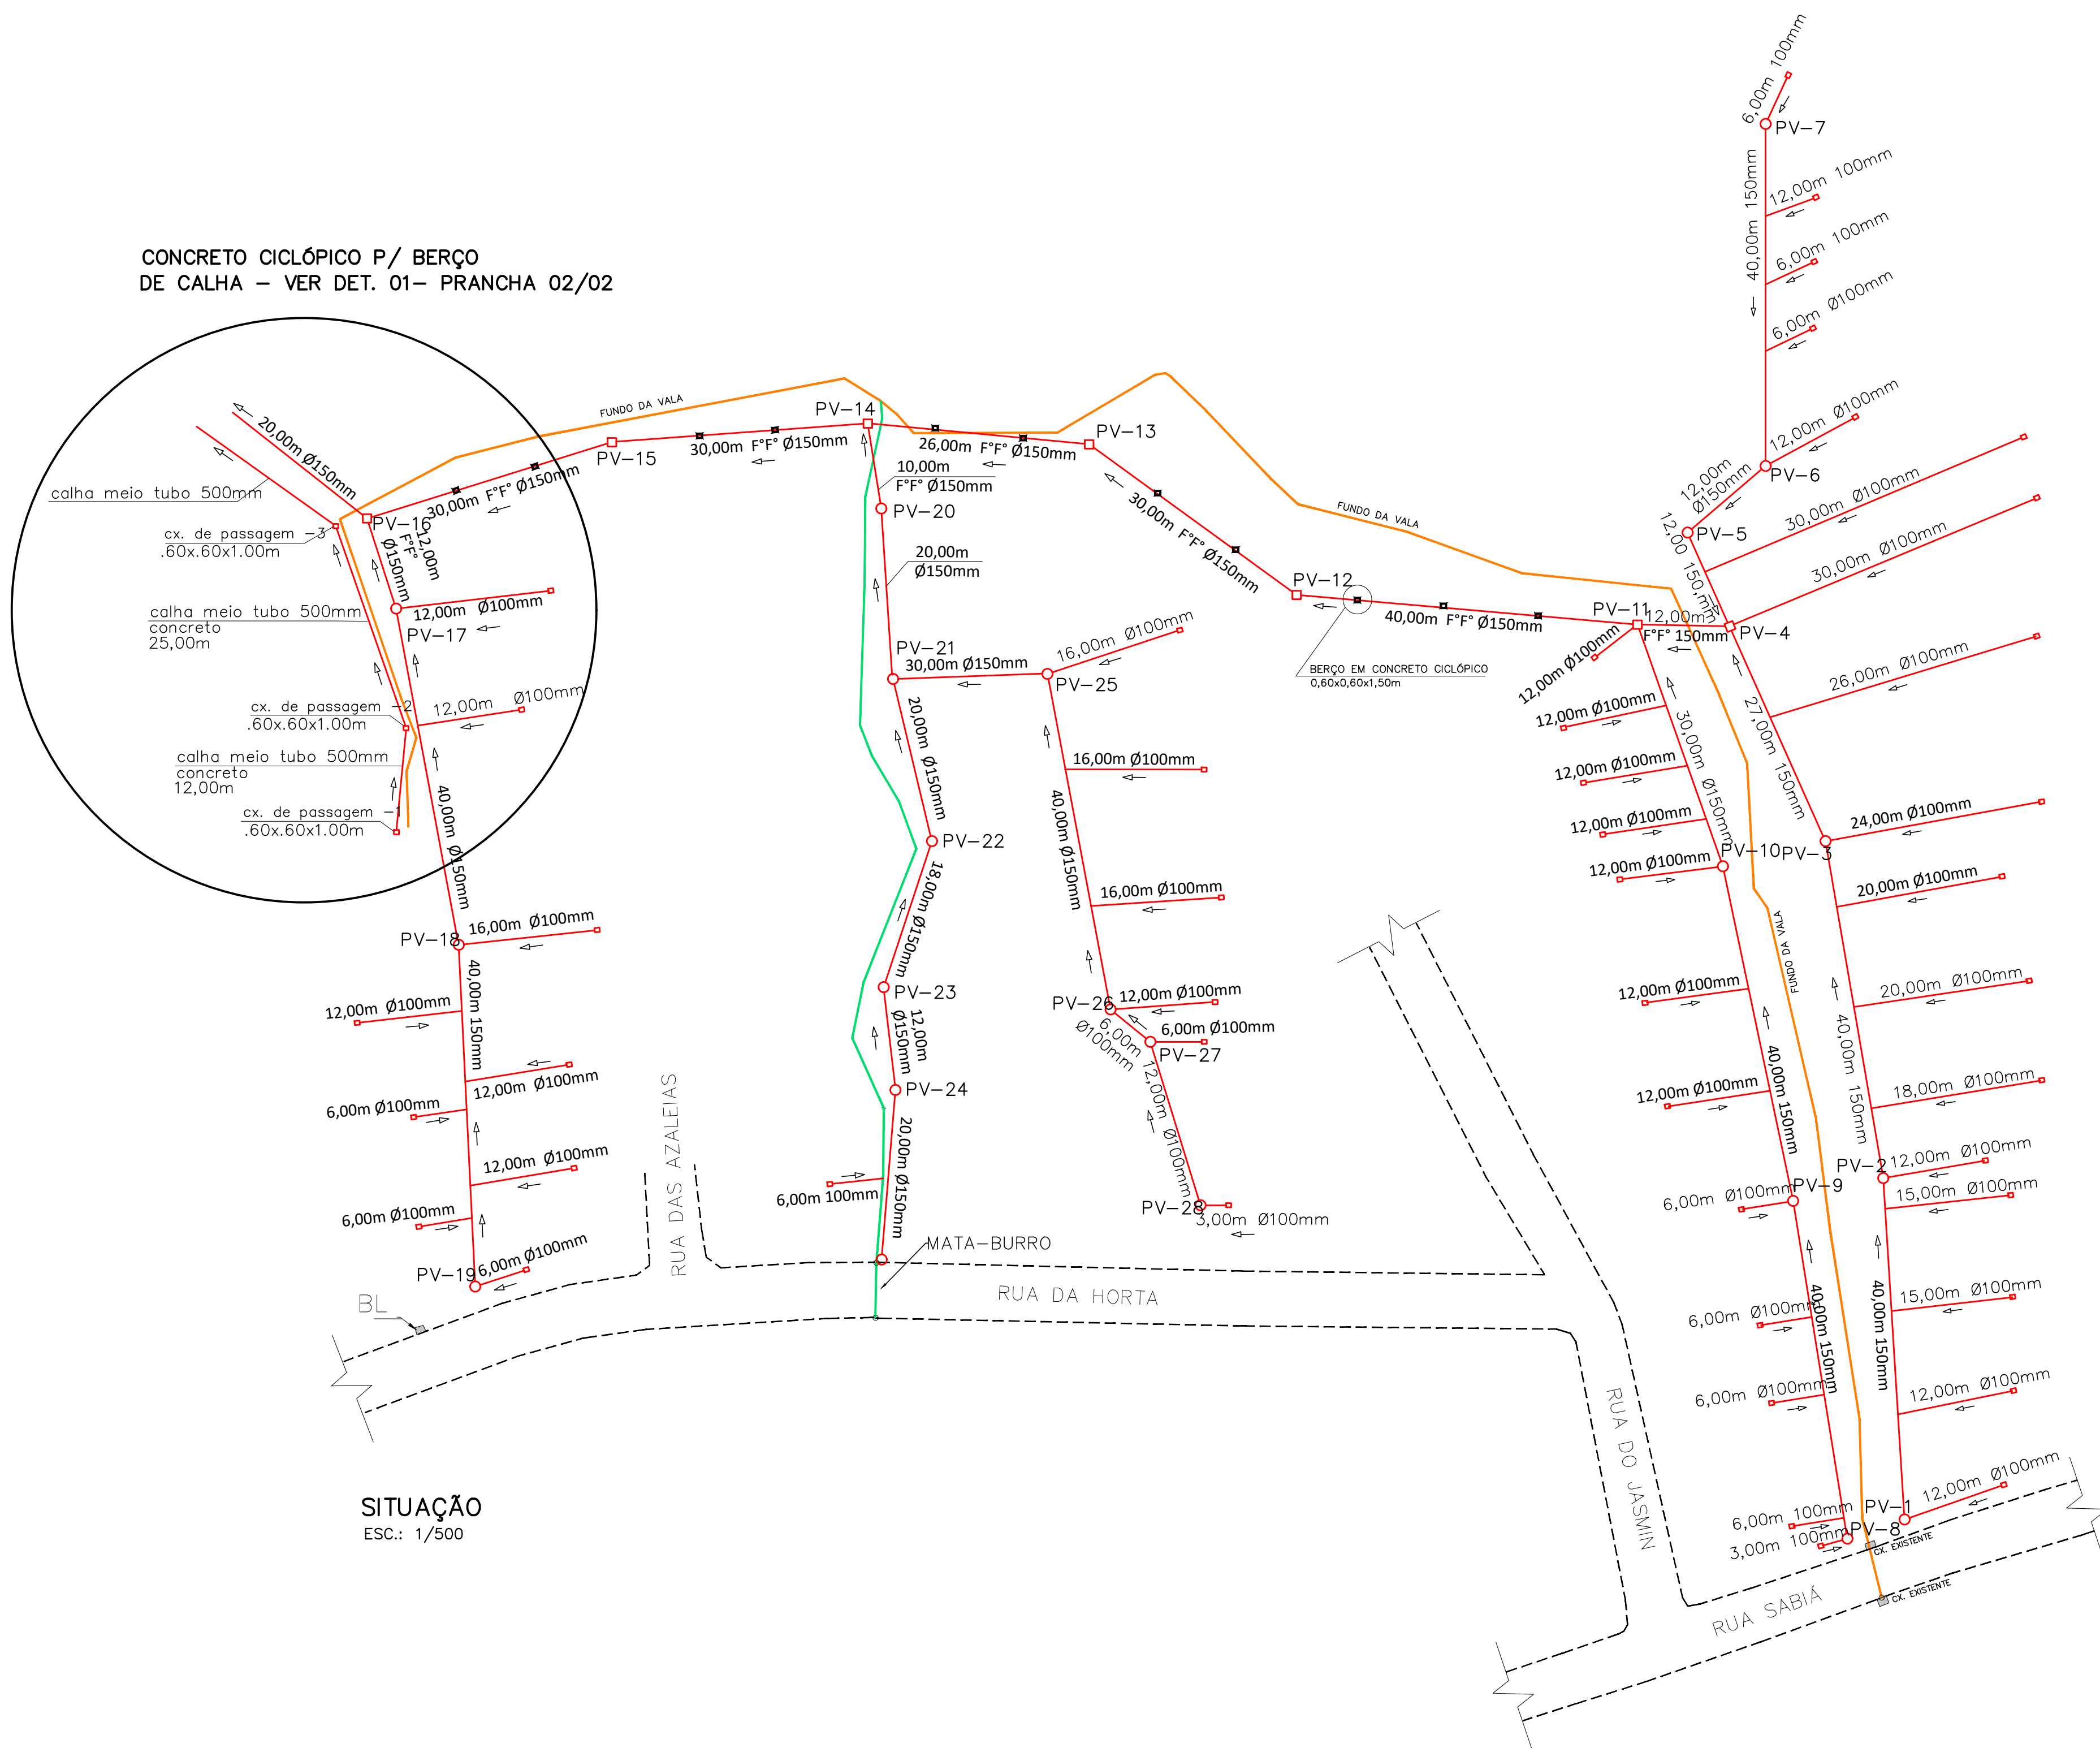 CONCRETO CICLÓPICO P/ BERÇO
DE CALHA – VER DET. 01– PRANCHA 02/02
20,00m Ø150mm
calha meio tubo 500mm
cx. de passagem -3
.60x.60x1.00m
PV-16
12,00m
F°F°
Ø150mm
30,00m F°F° Ø150mm
FUNDO DA VALA
PV-15
12,00m Ø100mm
PV-17
calha meio tubo 500mm
concreto
25,00m
cx. de passagem -2
.60x.60x1.00m
12,00m Ø100mm
calha meio tubo 500mm
concreto
12,00m
cx. de passagem -1
.60x.60x1.00m
40,00m Ø150mm
PV-18
16,00m Ø100mm
40,00m 150mm
12,00m Ø100mm
12,00m Ø100mm
6,00m Ø100mm
12,00m Ø100mm
6,00m Ø100mm
PV-19
6,00m Ø100mm
BL
RUA DAS AZALEIAS
SITUAÇÃO
ESC.: 1/500
PV-14
30,00m F°F° Ø150mm
26,00m F°F° Ø150mm
PV-13
10,00m
F°F° Ø150mm
PV-20
20,00m
Ø150mm
PV-21
30,00m Ø150mm
16,00m Ø100mm
PV-25
20,00m Ø150mm
16,00m Ø100mm
40,00m Ø150mm
PV-22
18,00m Ø150mm
16,00m Ø100mm
PV-23
12,00m
Ø150mm
PV-26
12,00m Ø100mm
6,00m
Ø100mm
6,00m Ø100mm
PV-27
PV-24
12,00m Ø100mm
20,00m Ø150mm
6,00m 100mm
PV-28
3,00m Ø100mm
MATA-BURRO
RUA DA HORTA
30,00m F°F° Ø150mm
FUNDO DA VALA
PV-12
40,00m F°F° Ø150mm
BERÇO EM CONCRETO CICLÓPICO
0,60x0,60x1,50m
PV-11
12,00m
F°F° 150mm
12,00m Ø100mm
12,00m Ø100mm
30,00m Ø150mm
12,00m Ø100mm
12,00m Ø100mm
12,00m Ø100mm
PV-10
12,00m Ø100mm
FUNDO DA VALA
12,00m Ø100mm
40,00m 150mm
6,00m Ø100mm
PV-9
6,00m Ø100mm
40,00m 150mm
6,00m Ø100mm
6,00m 100mm
3,00m 100mm
PV-8
RUA DO JASMIN
RUA SABIÁ
CX. EXISTENTE
CX. EXISTENTE
6,00m 100mm
PV-7
40,00m 150mm
12,00m 100mm
6,00m 100mm
6,00m Ø100mm
12,00m Ø100mm
PV-6
12,00m
Ø150mm
PV-5
12,00 150,mm
30,00m Ø100mm
30,00m Ø100mm
PV-4
26,00m Ø100mm
27,00m 150mm
PV-3
24,00m Ø100mm
20,00m Ø100mm
20,00m Ø100mm
40,00m 150mm
18,00m Ø100mm
PV-2
12,00m Ø100mm
15,00m Ø100mm
15,00m Ø100mm
40,00m 150mm
12,00m Ø100mm
PV-1
12,00m Ø100mm